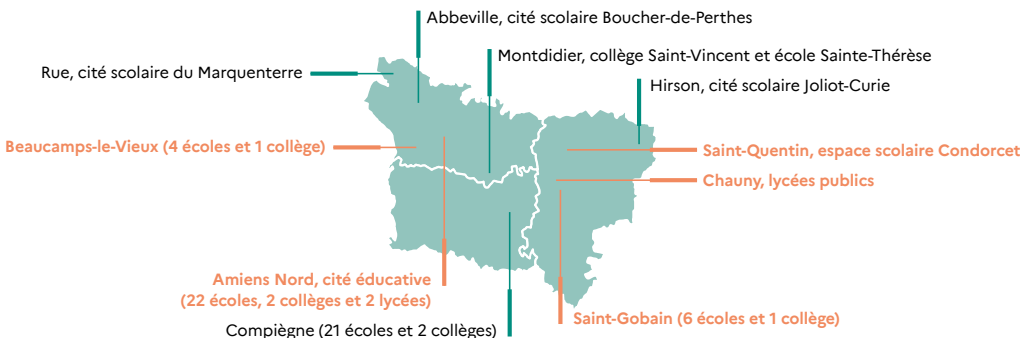 Abbeville, cité scolaire Boucher-de-Perthes
Montdidier, collège Saint-Vincent et école Sainte-Thérèse
Rue, cité scolaire du Marquenterre
Hirson, cité scolaire Joliot-Curie
Beaucamps-le-Vieux (4 écoles et 1 collège)
Saint-Quentin, espace scolaire Condorcet
Chauny, lycées publics
Amiens Nord, cité éducative
(22 écoles, 2 collèges et 2 lycées)
Saint-Gobain (6 écoles et 1 collège)
Compiègne (21 écoles et 2 collèges)